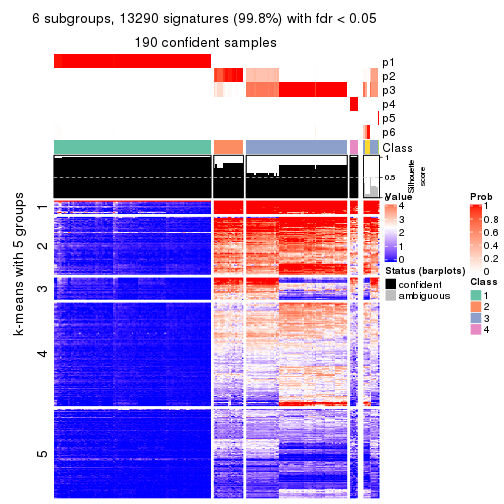 6 subgroups, 13290 signatures (99.8%) with fdr < 0.05
190 confident samples
p1
p2
p3
p4
p5
p6
Class
1
0.5
0
Silhouette
score
k-means with 5 groups
1
2
3
4
5
Value
4
3
2
1
0
Status (barplots)
confident
ambiguous
Prob
1
0.8
0.6
0.4
0.2
0
Class
1
2
3
4